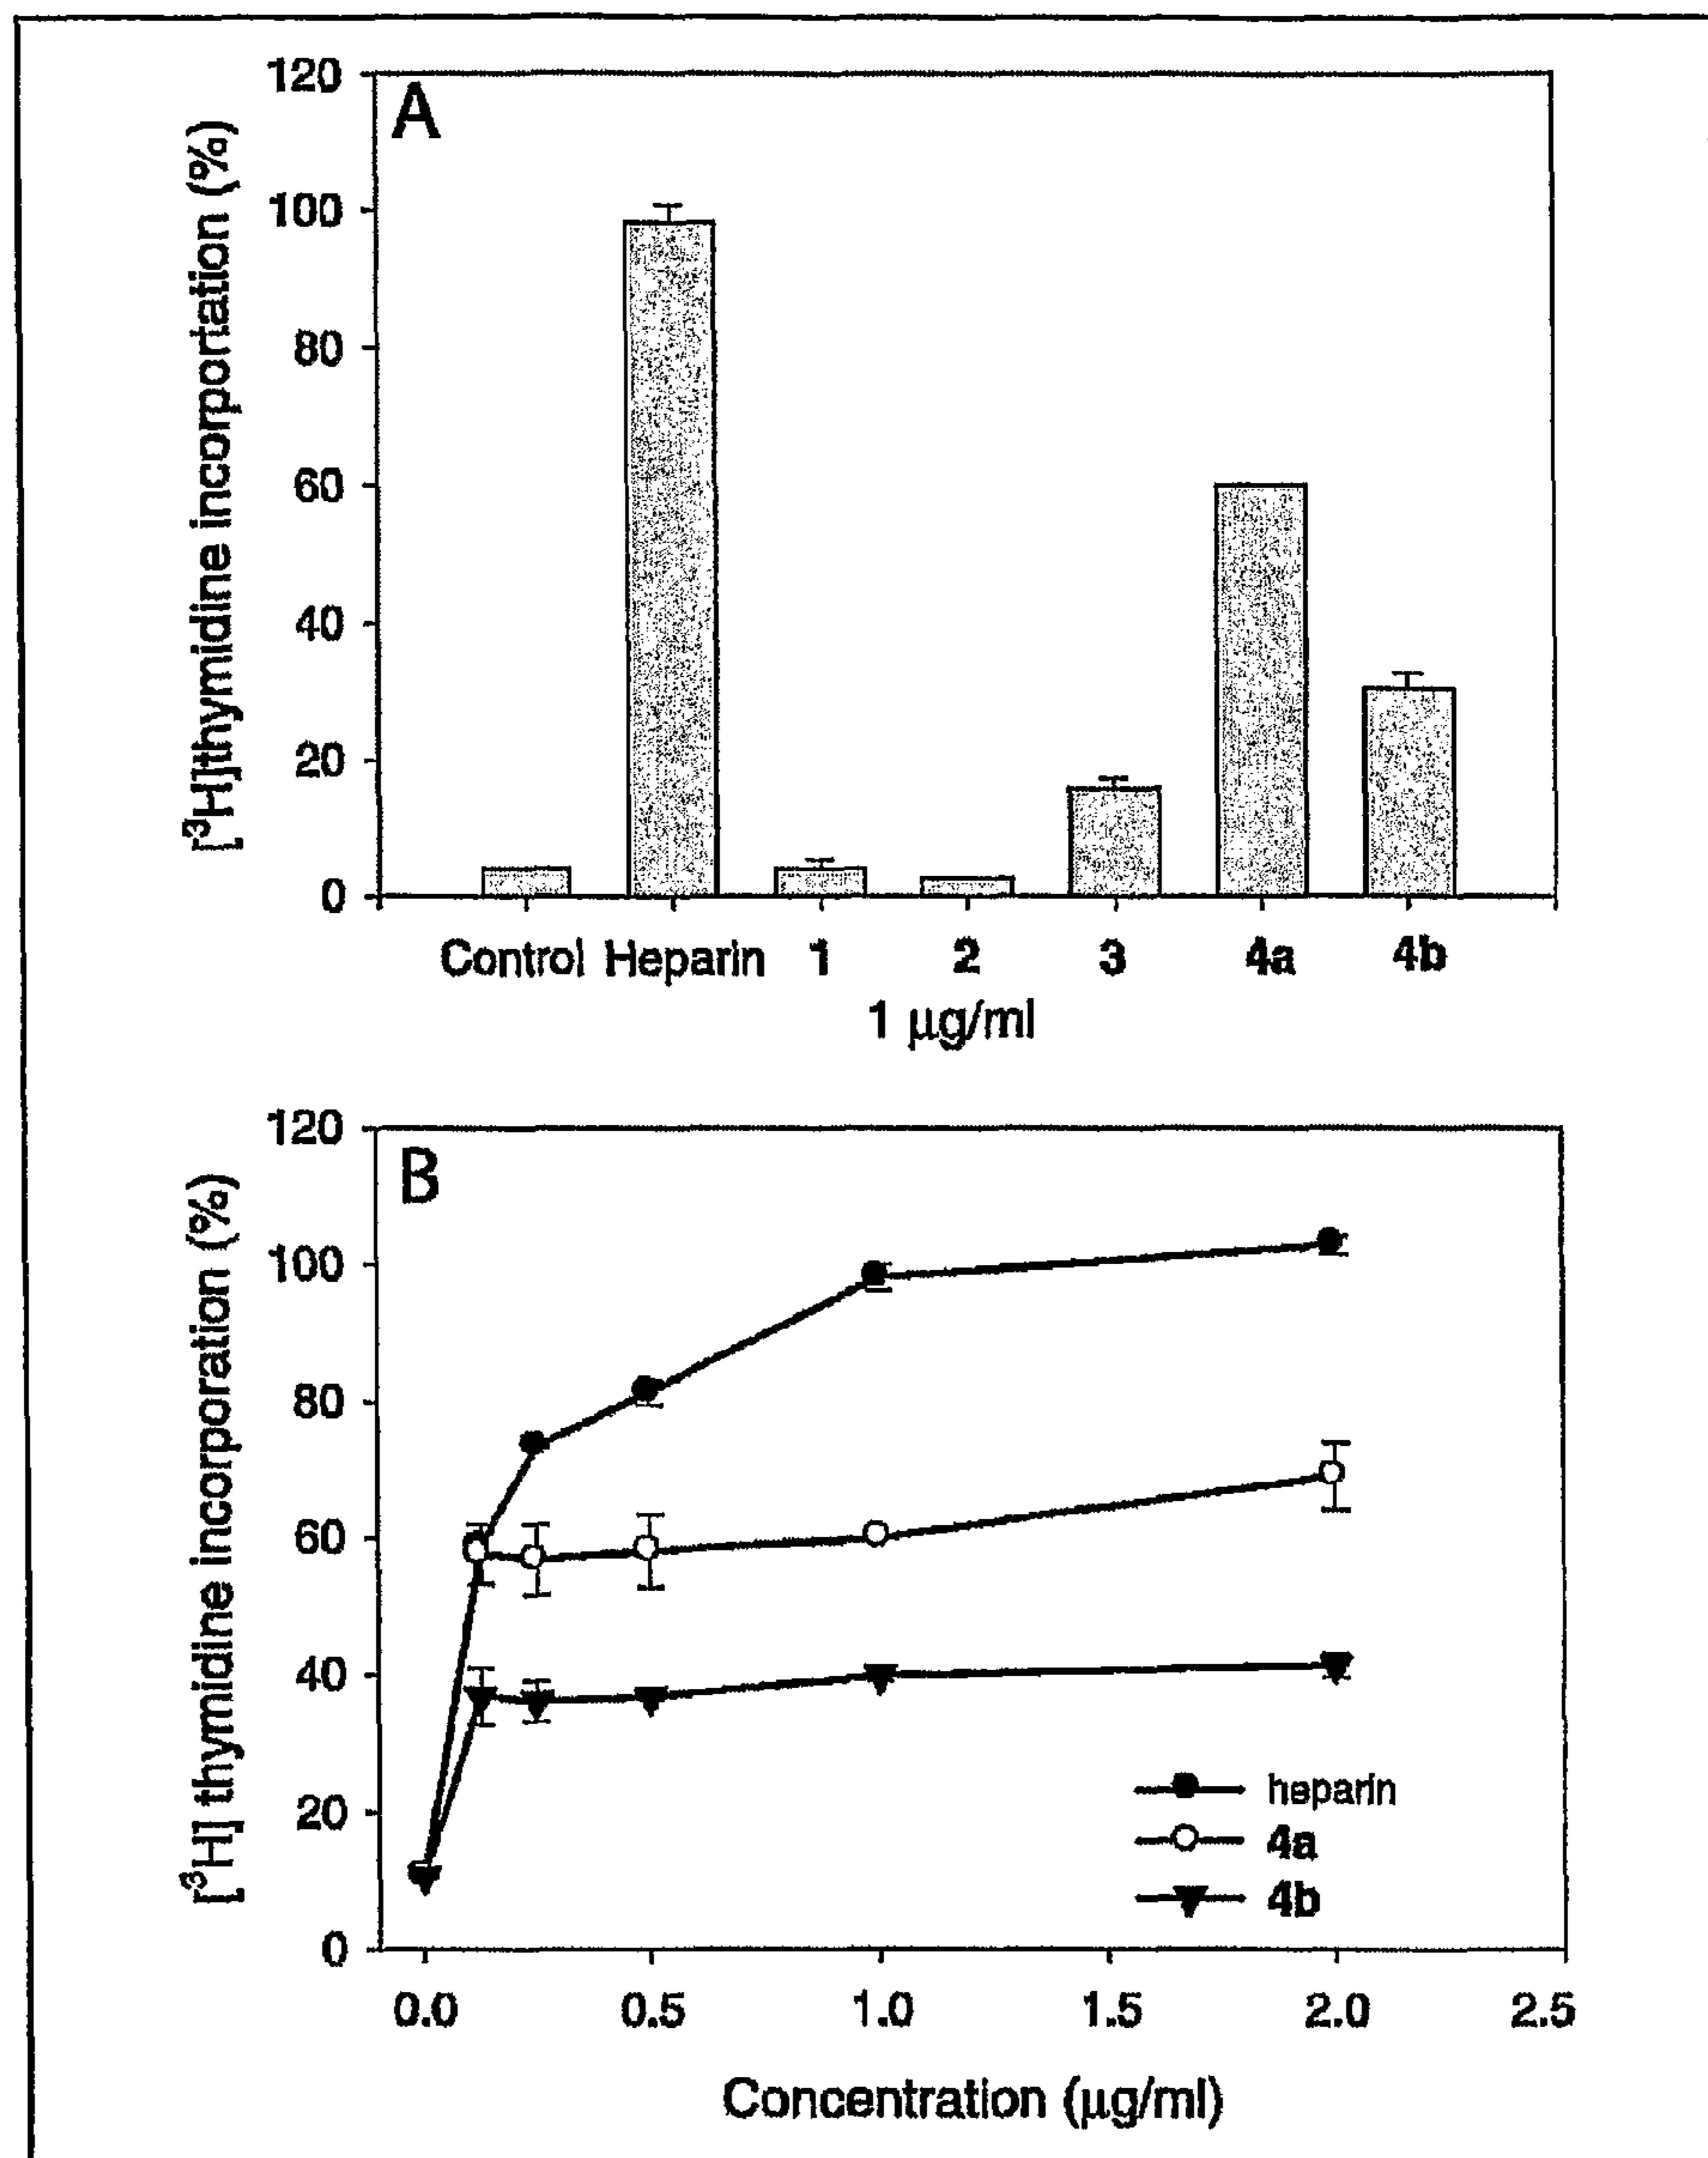 A
[³H]thymidine incorportation (%)
120
100
80
60
40
20
0
Control Heparin 1 2 3 4a 4b
1 µg/ml
B
[³H] thymidine incorporation (%)
120
100
80
60
40
20
0
heparin
4a
4b
0.0 0.5 1.0 1.5 2.0 2.5
Concentration (µg/ml)